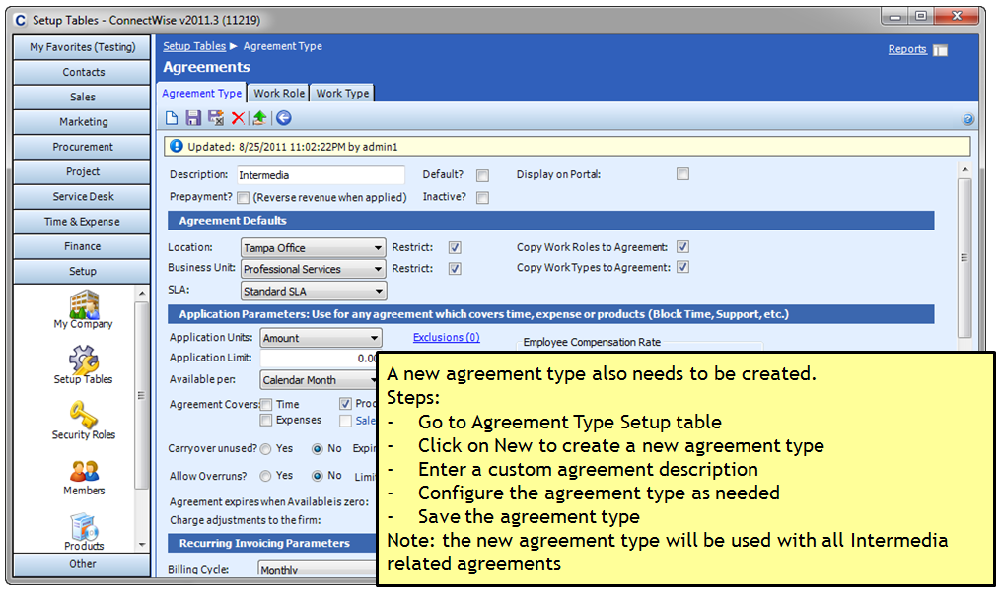 Setup Tables - ConnectWise v2011.3 (11219)
My Favorites (Testing)
Contacts
Sales
Marketing
Procurement
Project
Service Desk
Time & Expense
Finance
Setup
My Company
Setup Tables
Security Roles
Members
Products
Other
Setup Tables ▶ Agreement Type
Reports
Agreements
Agreement Type Work Role Work Type
Updated: 8/25/2011 11:02:22PM by admin1
Description: Intermedia Default? Display on Portal:
Prepayment? (Reverse revenue when applied) Inactive?
Agreement Defaults
Location: Tampa Office Restrict: Copy Work Roles to Agreement:
Business Unit: Professional Services Restrict: Copy Work Types to Agreement:
SLA: Standard SLA
Application Parameters: Use for any agreement which covers time, expense or products (Block Time, Support, etc.)
Application Units: Amount Exclusions (0) Employee Compensation Rate
Application Limit: 0.00
Available per: Calendar Month
Agreement Covers: Time Proc
Expenses Sale
Carryover unused? Yes No Expir
Allow Overruns? Yes No Limi
Agreement expires when Available is zero:
Charge adjustments to the firm:
Recurring Invoicing Parameters
Billing Cycle: Monthly
A new agreement type also needs to be created.
Steps:
- Go to Agreement Type Setup table
- Click on New to create a new agreement type
- Enter a custom agreement description
- Configure the agreement type as needed
- Save the agreement type
Note: the new agreement type will be used with all Intermedia
related agreements